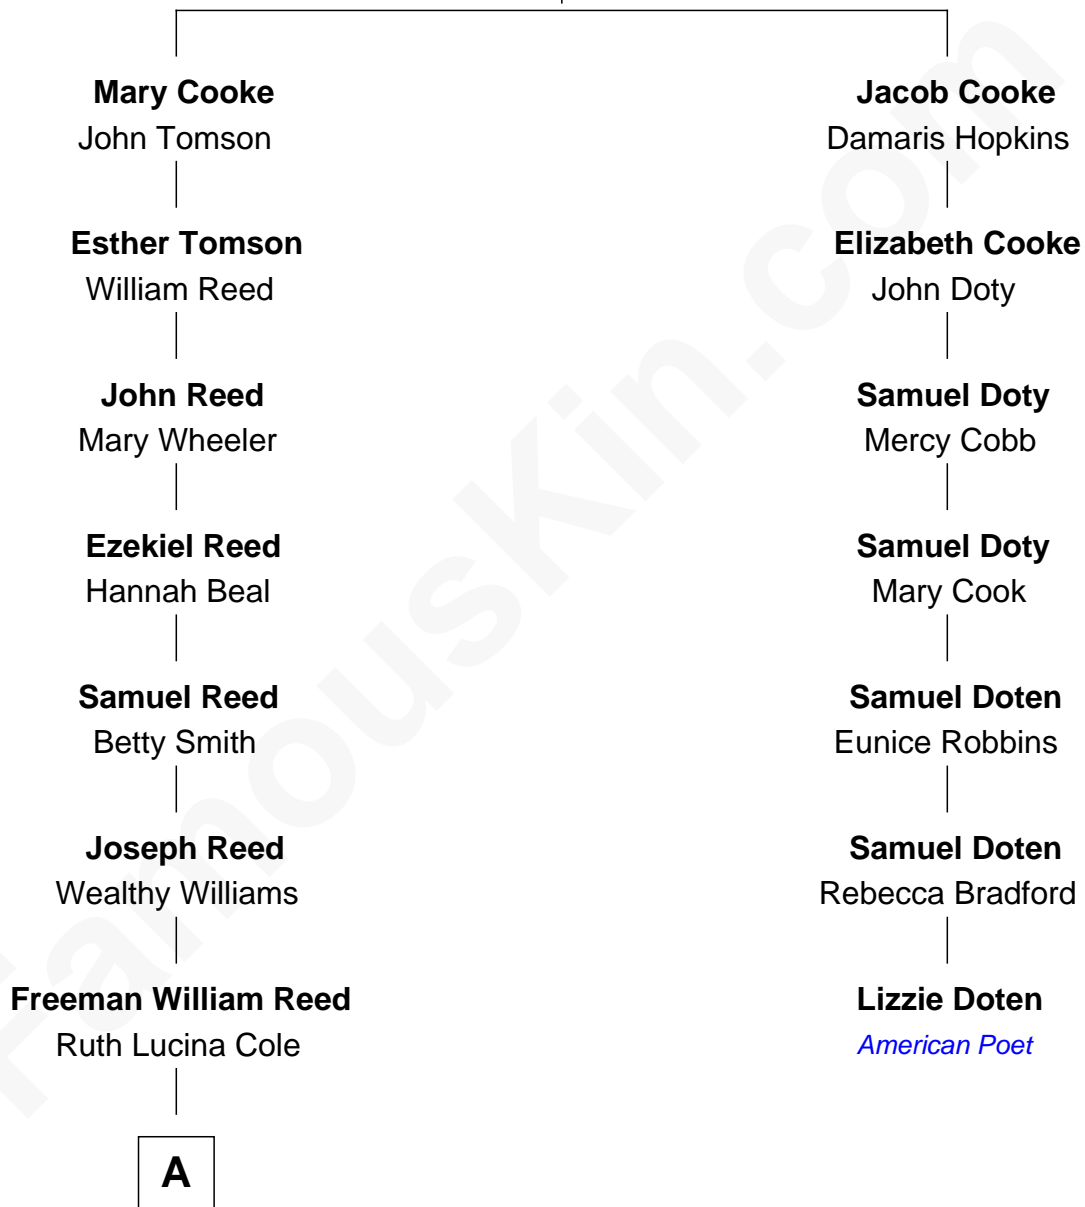 Mary Cooke
John Tomson
Jacob Cooke
Damaris Hopkins
Esther Tomson
William Reed
Elizabeth Cooke
John Doty
John Reed
Mary Wheeler
Samuel Doty
Mercy Cobb
Ezekiel Reed
Hannah Beal
Samuel Doty
Mary Cook
Samuel Reed
Betty Smith
Samuel Doten
Eunice Robbins
Joseph Reed
Wealthy Williams
Samuel Doten
Rebecca Bradford
Freeman William Reed
Ruth Lucina Cole
Lizzie Doten
American Poet
A
FamousKin.com